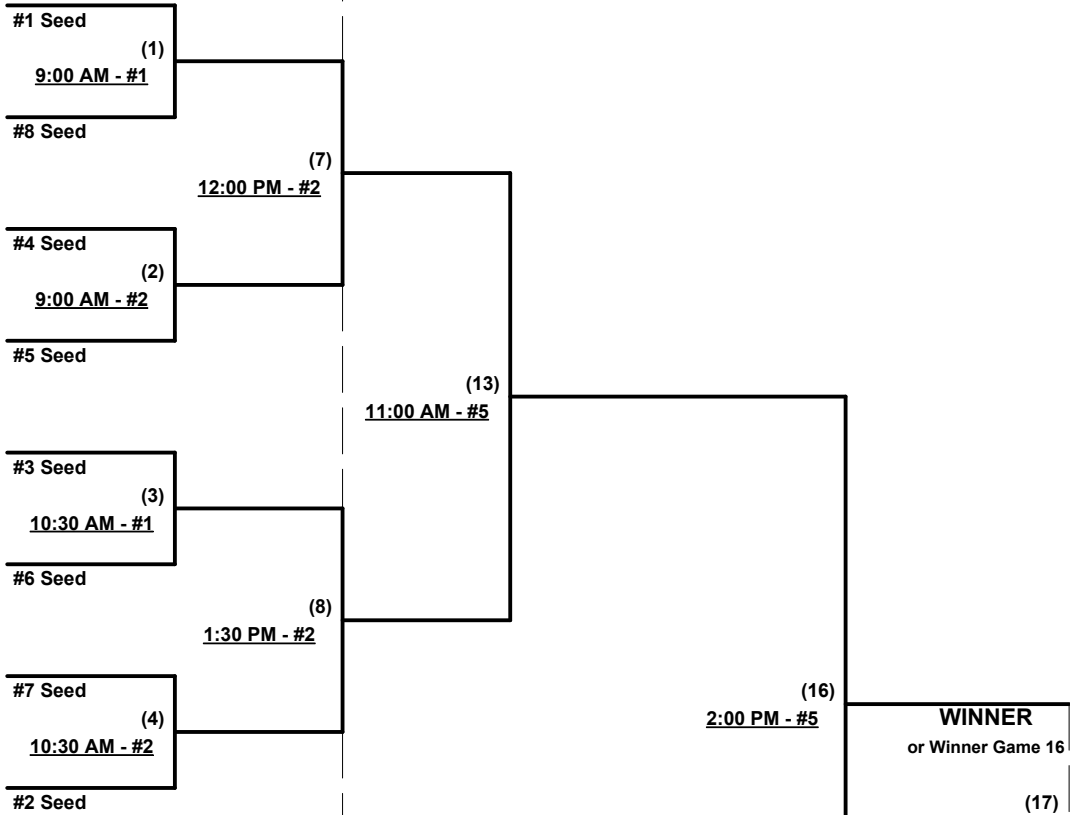 #1 Seed
(1)
9:00 AM - #1
#8 Seed
(7)
12:00 PM - #2
#4 Seed
(2)
9:00 AM - #2
#5 Seed
(13)
11:00 AM - #5
#3 Seed
(3)
10:30 AM - #1
#6 Seed
(8)
1:30 PM - #2
#7 Seed
(4)
10:30 AM - #2
#2 Seed
(16)
2:00 PM - #5
WINNER
or Winner Game 16
(17)